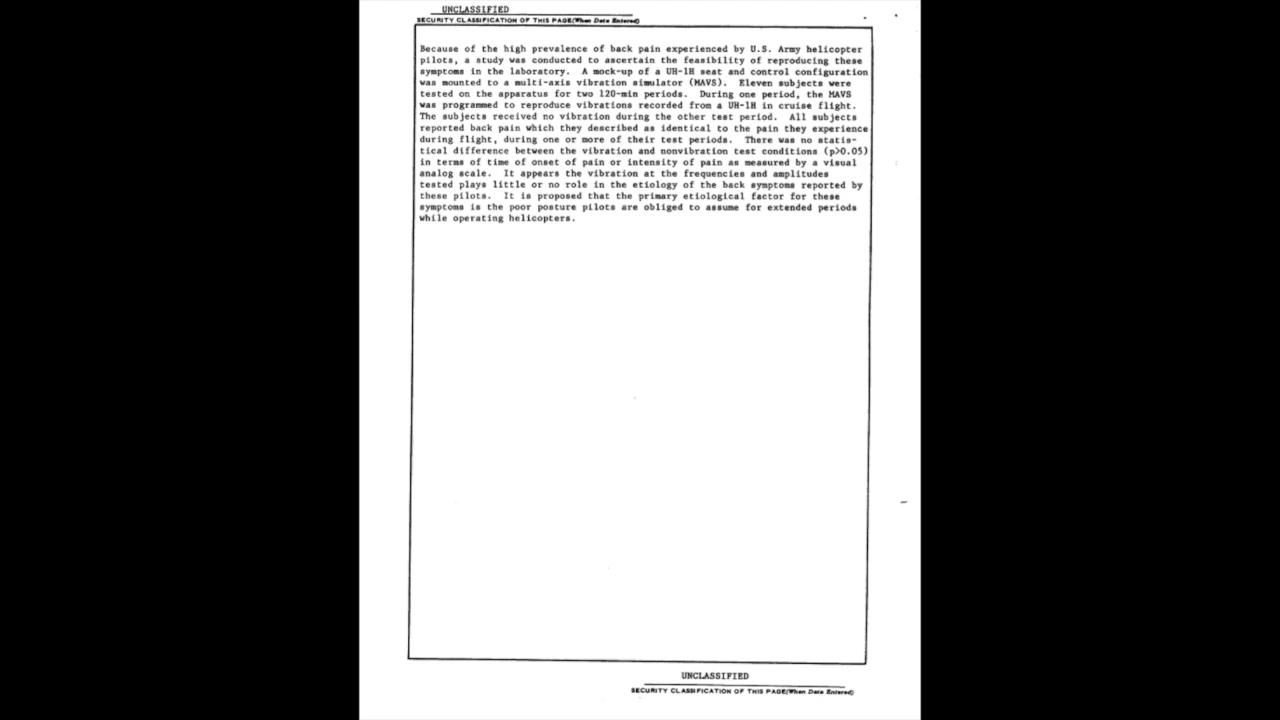 UNCLASSIFIED
SECURITY CLASSIFICATION OF THIS PAGE(When Data Entered)
Because of the high prevalence of back pain experienced by U.S. Army helicopter
pilots, a study was conducted to ascertain the feasibility of reproducing these
symptoms in the laboratory.  A mock-up of a UH-1H seat and control configuration
was mounted to a multi-axis vibration simulator (MAVS).  Eleven subjects were
tested on the apparatus for two 120-min periods.  During one period, the MAVS
was programmed to reproduce vibrations recorded from a UH-1H in cruise flight.
The subjects received no vibration during the other test period.  All subjects
reported back pain which they described as identical to the pain they experience
during flight, during one or more of their test periods.  There was no statis-
tical difference between the vibration and nonvibration test conditions (p>0.05)
in terms of time of onset of pain or intensity of pain as measured by a visual
analog scale.  It appears the vibration at the frequencies and amplitudes
tested plays little or no role in the etiology of the back symptoms reported by
these pilots.  It is proposed that the primary etiological factor for these
symptoms is the poor posture pilots are obliged to assume for extended periods
while operating helicopters.
UNCLASSIFIED
SECURITY CLASSIFICATION OF THIS PAGE(When Data Entered)